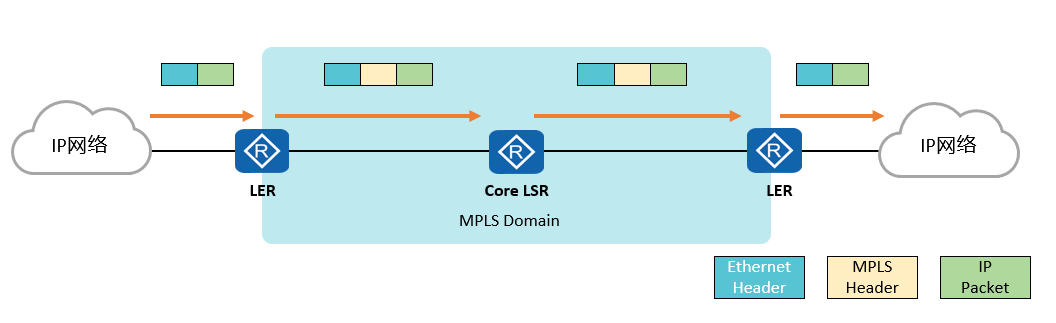 IP网络
R
LER
R
Core LSR
MPLS Domain
R
LER
IP网络
Ethernet
Header
MPLS
Header
IP
Packet